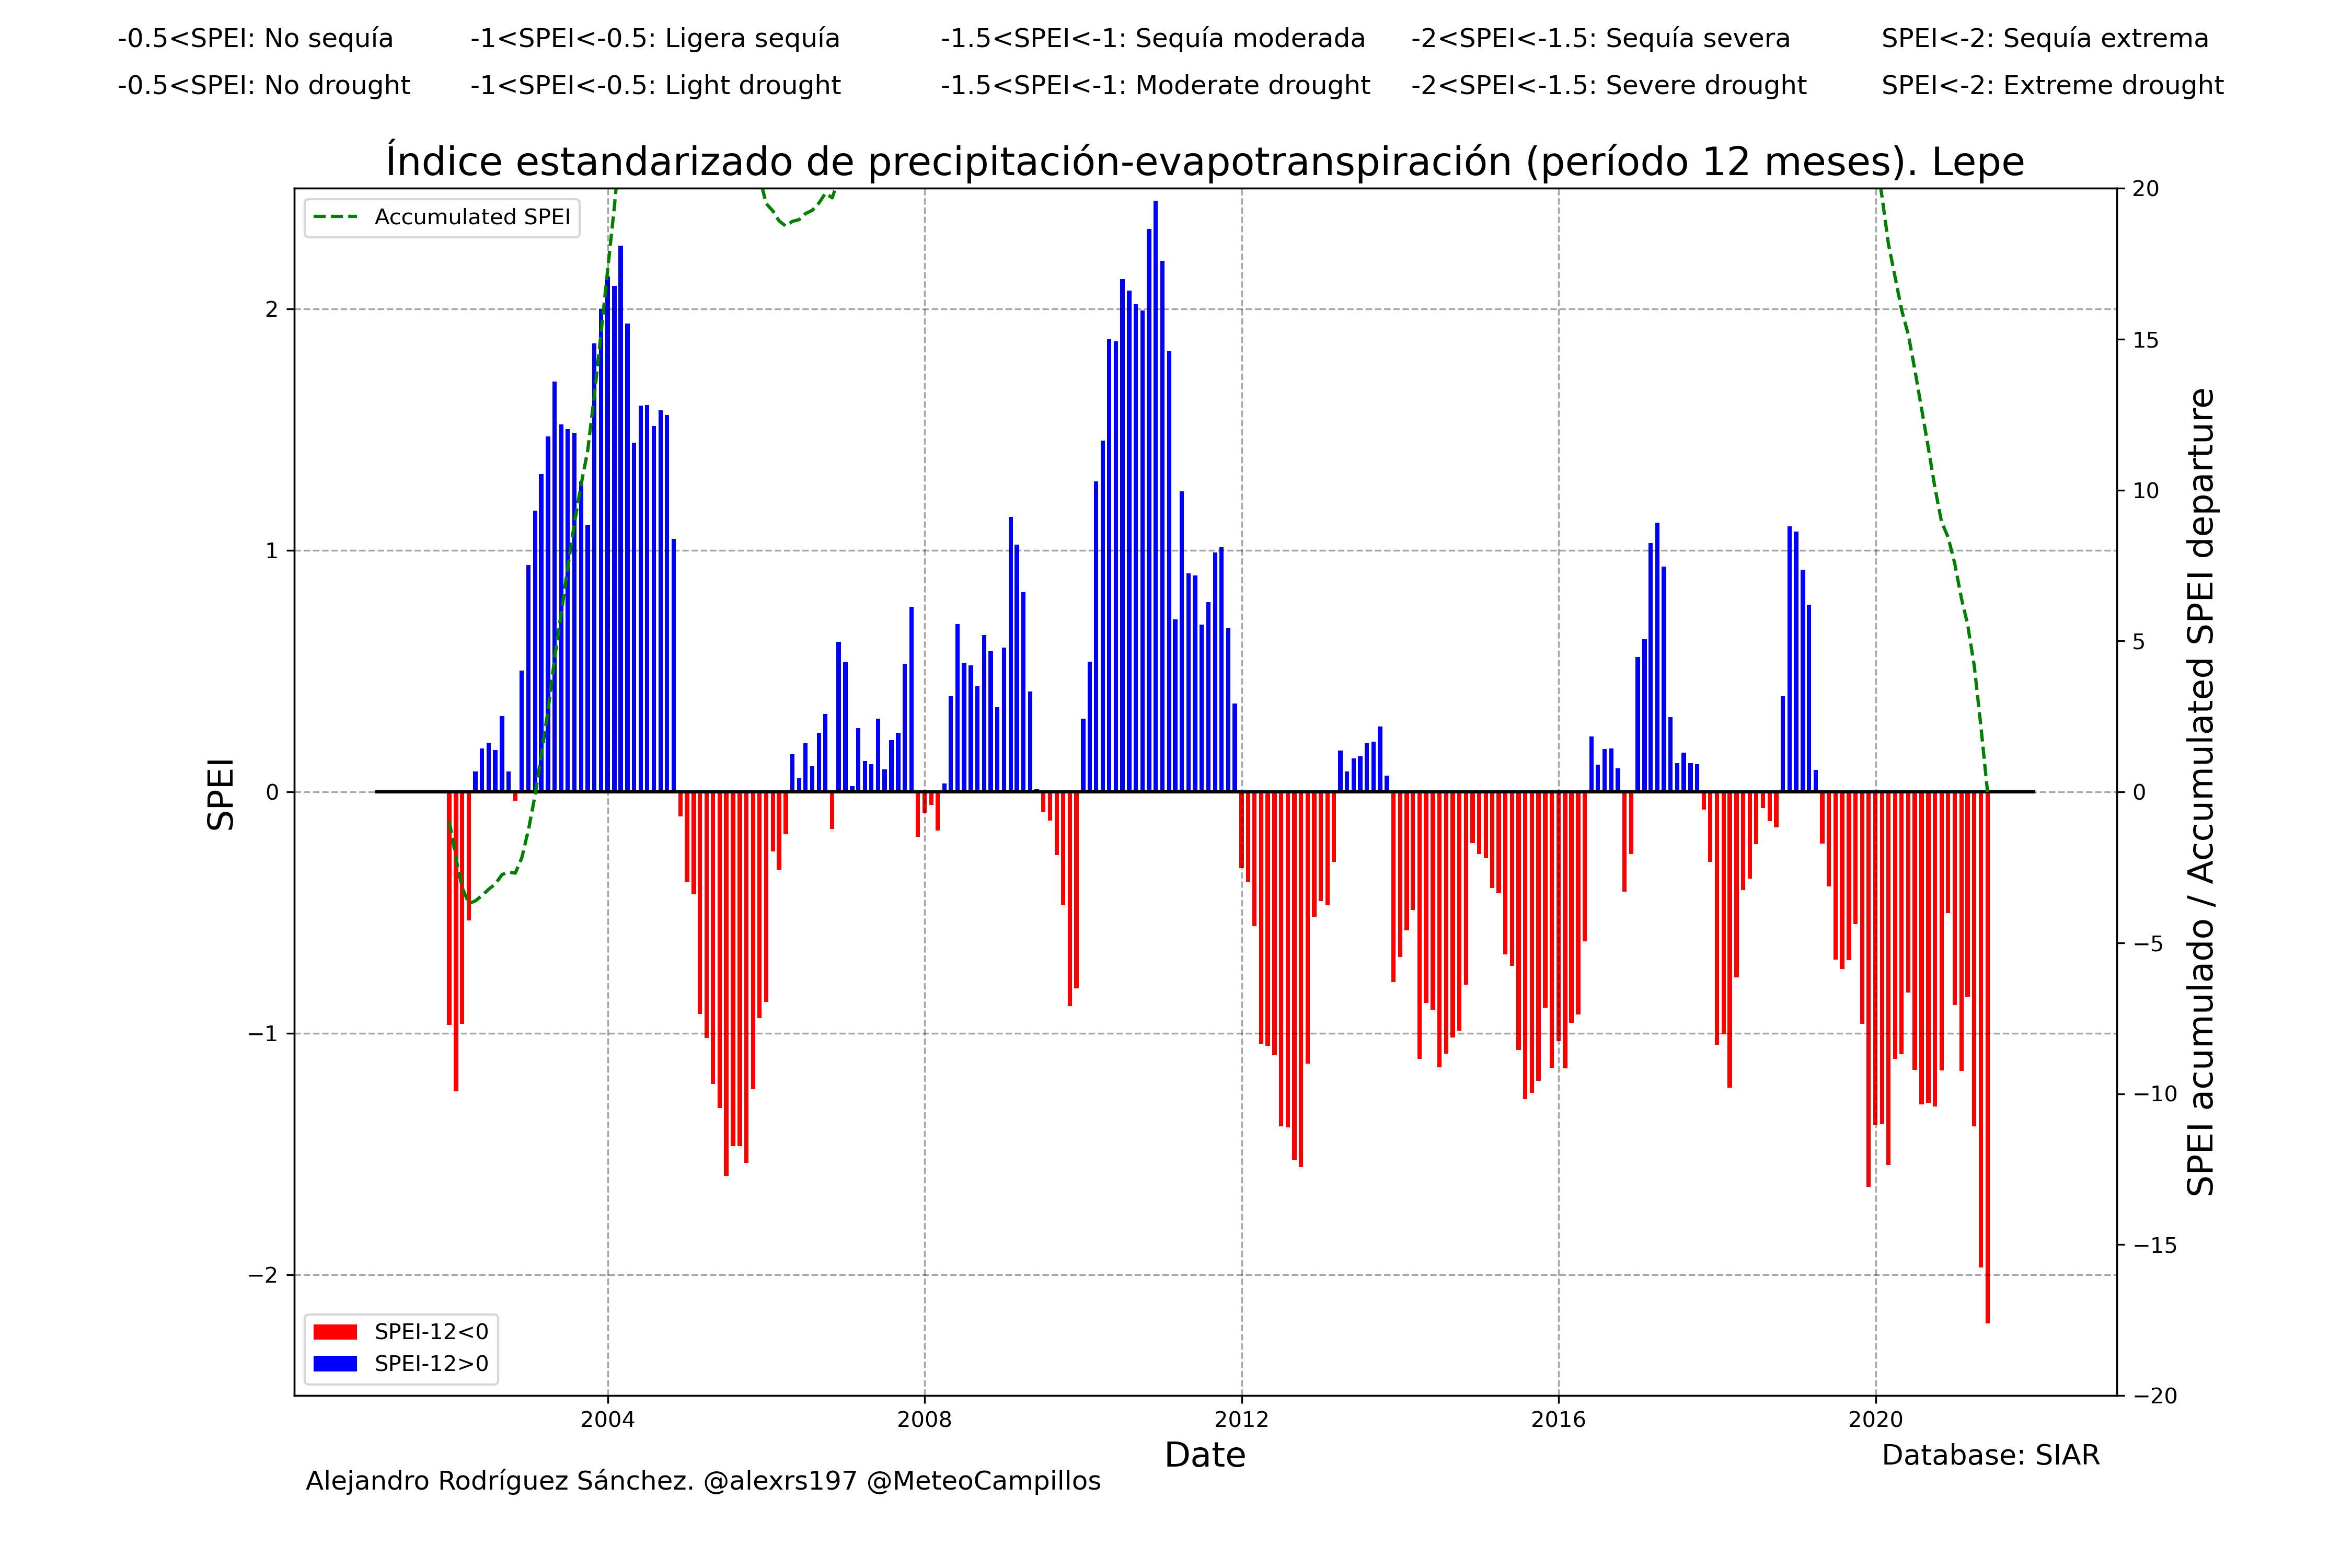 -0.5<SPEI: No sequía -1<SPEI<-0.5: Ligera sequía -1.5<SPEI<-1: Sequía moderada -2<SPEI<-1.5: Sequía severa SPEI<-2: Sequía extrema
-0.5<SPEI: No drought -1<SPEI<-0.5: Light drought -1.5<SPEI<-1: Moderate drought -2<SPEI<-1.5: Severe drought SPEI<-2: Extreme drought
Índice estandarizado de precipitación-evapotranspiración (período 12 meses). Lepe
Accumulated SPEI
SPEI
2
1
0
−1
−2
20
15
10
5
0
−5
−10
−15
−20
SPEI acumulado / Accumulated SPEI departure
SPEI-12<0
SPEI-12>0
2004 2008 2012 2016 2020
Date
Database: SIAR
Alejandro Rodríguez Sánchez. @alexrs197 @MeteoCampillos